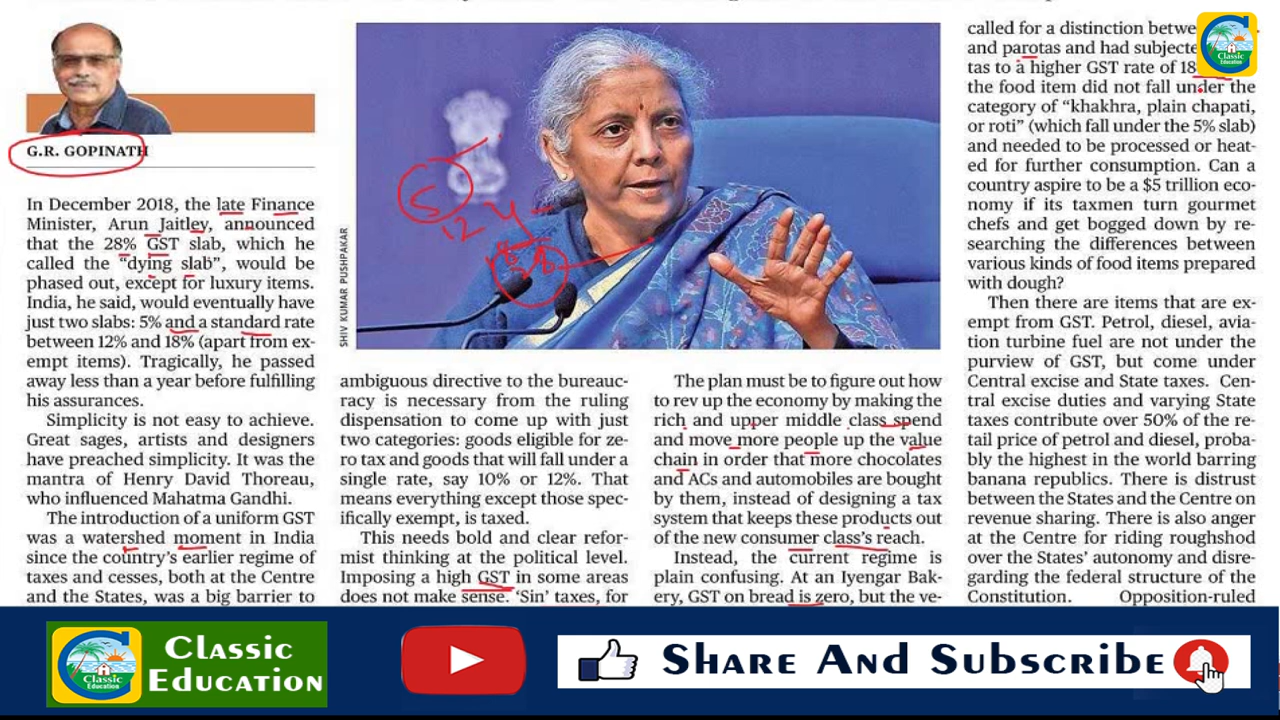 G.R. GOPINATH
In December 2018, the late Finance
Minister, Arun Jaitley, announced
that the 28% GST slab, which he
called the “dying slab”, would be
phased out, except for luxury items.
India, he said, would eventually have
just two slabs: 5% and a standard rate
between 12% and 18% (apart from ex-
empt items). Tragically, he passed
away less than a year before fulfilling
his assurances.
Simplicity is not easy to achieve.
Great sages, artists and designers
have preached simplicity. It was the
mantra of Henry David Thoreau,
who influenced Mahatma Gandhi.
The introduction of a uniform GST
was a watershed moment in India
since the country’s earlier regime of
taxes and cesses, both at the Centre
and the States, was a big barrier to
SHIV KUMAR PUSHPAKAR
5
12
ambiguous directive to the bureauc-
racy is necessary from the ruling
dispensation to come up with just
two categories: goods eligible for ze-
ro tax and goods that will fall under a
single rate, say 10% or 12%. That
means everything except those spec-
ifically exempt, is taxed.
This needs bold and clear refor-
mist thinking at the political level.
Imposing a high GST in some areas
does not make sense. ‘Sin’ taxes, for
The plan must be to figure out how
to rev up the economy by making the
rich and upper middle class spend
and move more people up the value
chain in order that more chocolates
and ACs and automobiles are bought
by them, instead of designing a tax
system that keeps these products out
of the new consumer class’s reach.
Instead, the current regime is
plain confusing. At an Iyengar Bak-
ery, GST on bread is zero, but the ve-
called for a distinction
and parotas and had
tas to a higher GST rate of
the food item did not fall under the
category of “khakhra, plain chapati,
or roti” (which fall under the 5% slab)
and needed to be processed or heat-
ed for further consumption. Can a
country aspire to be a $5 trillion eco-
nomy if its taxmen turn gourmet
chefs and get bogged down by re-
searching the differences between
various kinds of food items prepared
with dough?
Then there are items that are ex-
empt from GST. Petrol, diesel, avia-
tion turbine fuel are not under the
purview of GST, but come under
Central excise and State taxes. Cen-
tral excise duties and varying State
taxes contribute over 50% of the re-
tail price of petrol and diesel, proba-
bly the highest in the world barring
banana republics. There is distrust
between the States and the Centre on
revenue sharing. There is also anger
at the Centre for riding roughshod
over the States’ autonomy and disre-
garding the federal structure of the
Constitution. Opposition-ruled
Classic
Education
Classic
Education
Classic
Education
Share And Subscribe